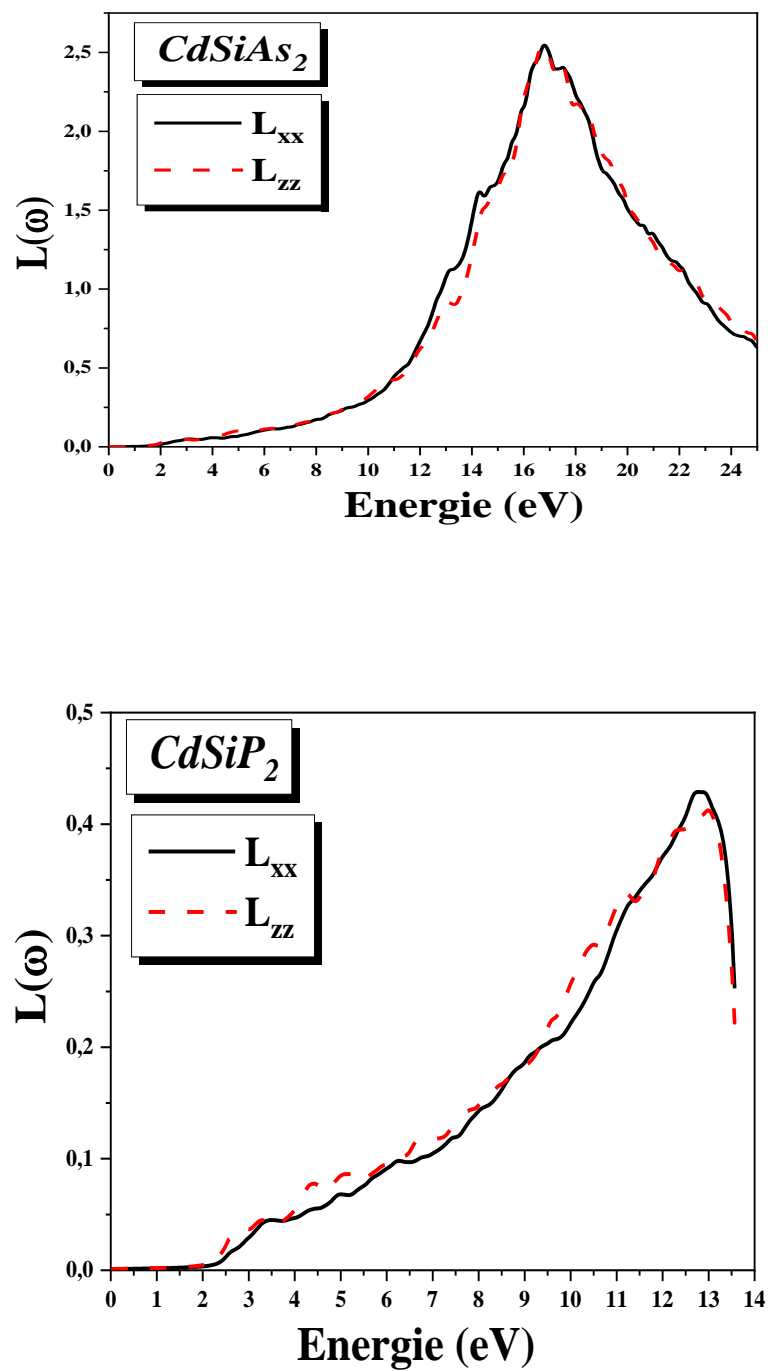 CdSiAs2
Lxx
Lzz
L(ω)
2,5
2,0
1,5
1,0
0,5
0,0
0 2 4 6 8 10 12 14 16 18 20 22 24
Energie (eV)
CdSiP2
Lxx
Lzz
L(ω)
0,5
0,4
0,3
0,2
0,1
0,0
0 1 2 3 4 5 6 7 8 9 10 11 12 13 14
Energie (eV)